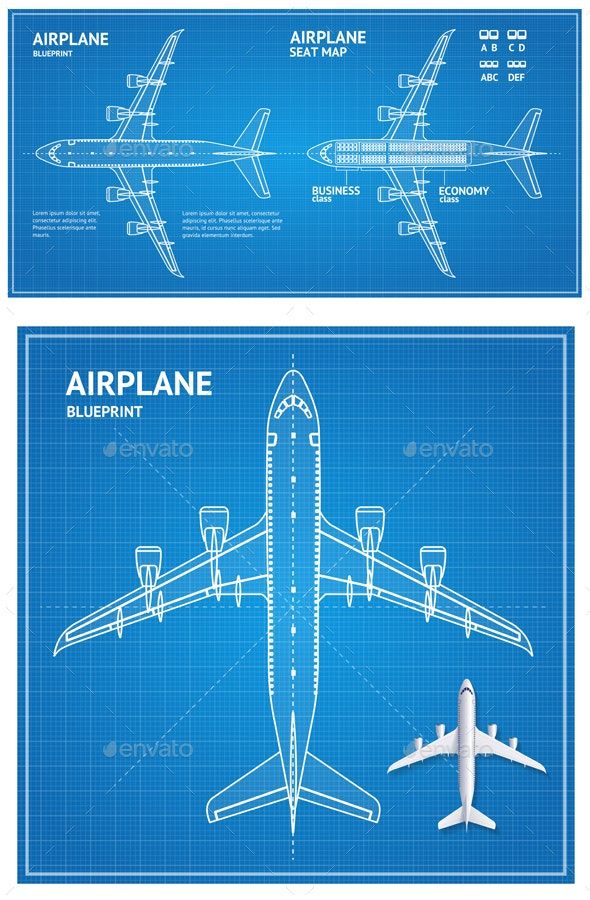 AIRPLANE
BLUEPRINT
Lorem ipsum dolor sit amet,
consectetur adipiscing elit.
Phasellus scelerisque ante
mauris.
Lorem ipsum dolor sit amet, consectetur
adipiscing elit. Phasellus scelerisque ante
mauris, id rutrum nunc aliquam eget. Sed
gravida elementum interdum.
AIRPLANE
SEAT MAP
A B C D
ABC DEF
BUSINESS
class
ECONOMY
class
envato
envato
AIRPLANE
BLUEPRINT
envato
envato
envato
envato